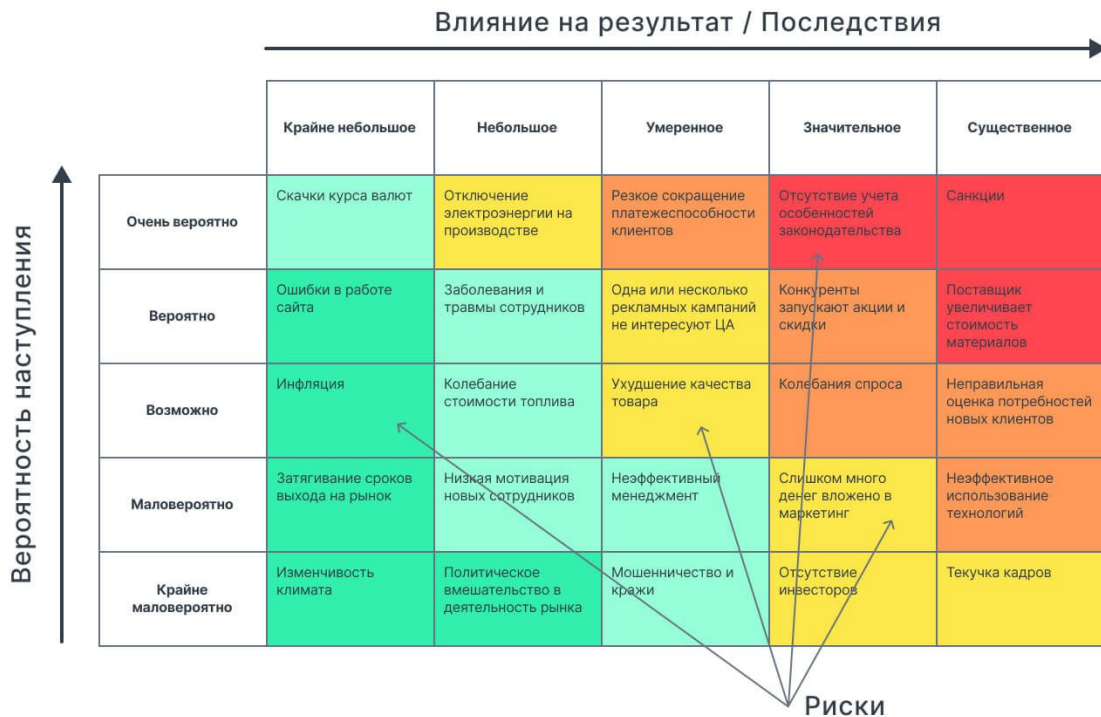 Влияние на результат / Последствия
Крайне небольшое
Небольшое
Умеренное
Значительное
Существенное
Вероятность наступления
Очень вероятно
Скачки курса валют
Отключение
электроэнергии на
производстве
Резкое сокращение
платежеспособности
клиентов
Отсутствие учета
особенностей
законодательства
Санкции
Вероятно
Ошибки в работе
сайта
Заболевания и
травмы сотрудников
Одна или несколько
рекламных кампаний
не интересуют ЦА
Конкуренты
запускают акции и
скидки
Поставщик
увеличивает
стоимость
материалов
Возможно
Инфляция
Колебание
стоимости топлива
Ухудшение качества
товара
Колебания спроса
Неправильная
оценка потребностей
новых клиентов
Маловероятно
Затягивание сроков
выхода на рынок
Низкая мотивация
новых сотрудников
Неэффективный
менеджмент
Слишком много
денег вложено в
маркетинг
Неэффективное
использование
технологий
Крайне
маловероятно
Изменчивость
климата
Политическое
вмешательство в
деятельность рынка
Мошенничество и
кражи
Отсутствие
инвесторов
Текучка кадров
Риски